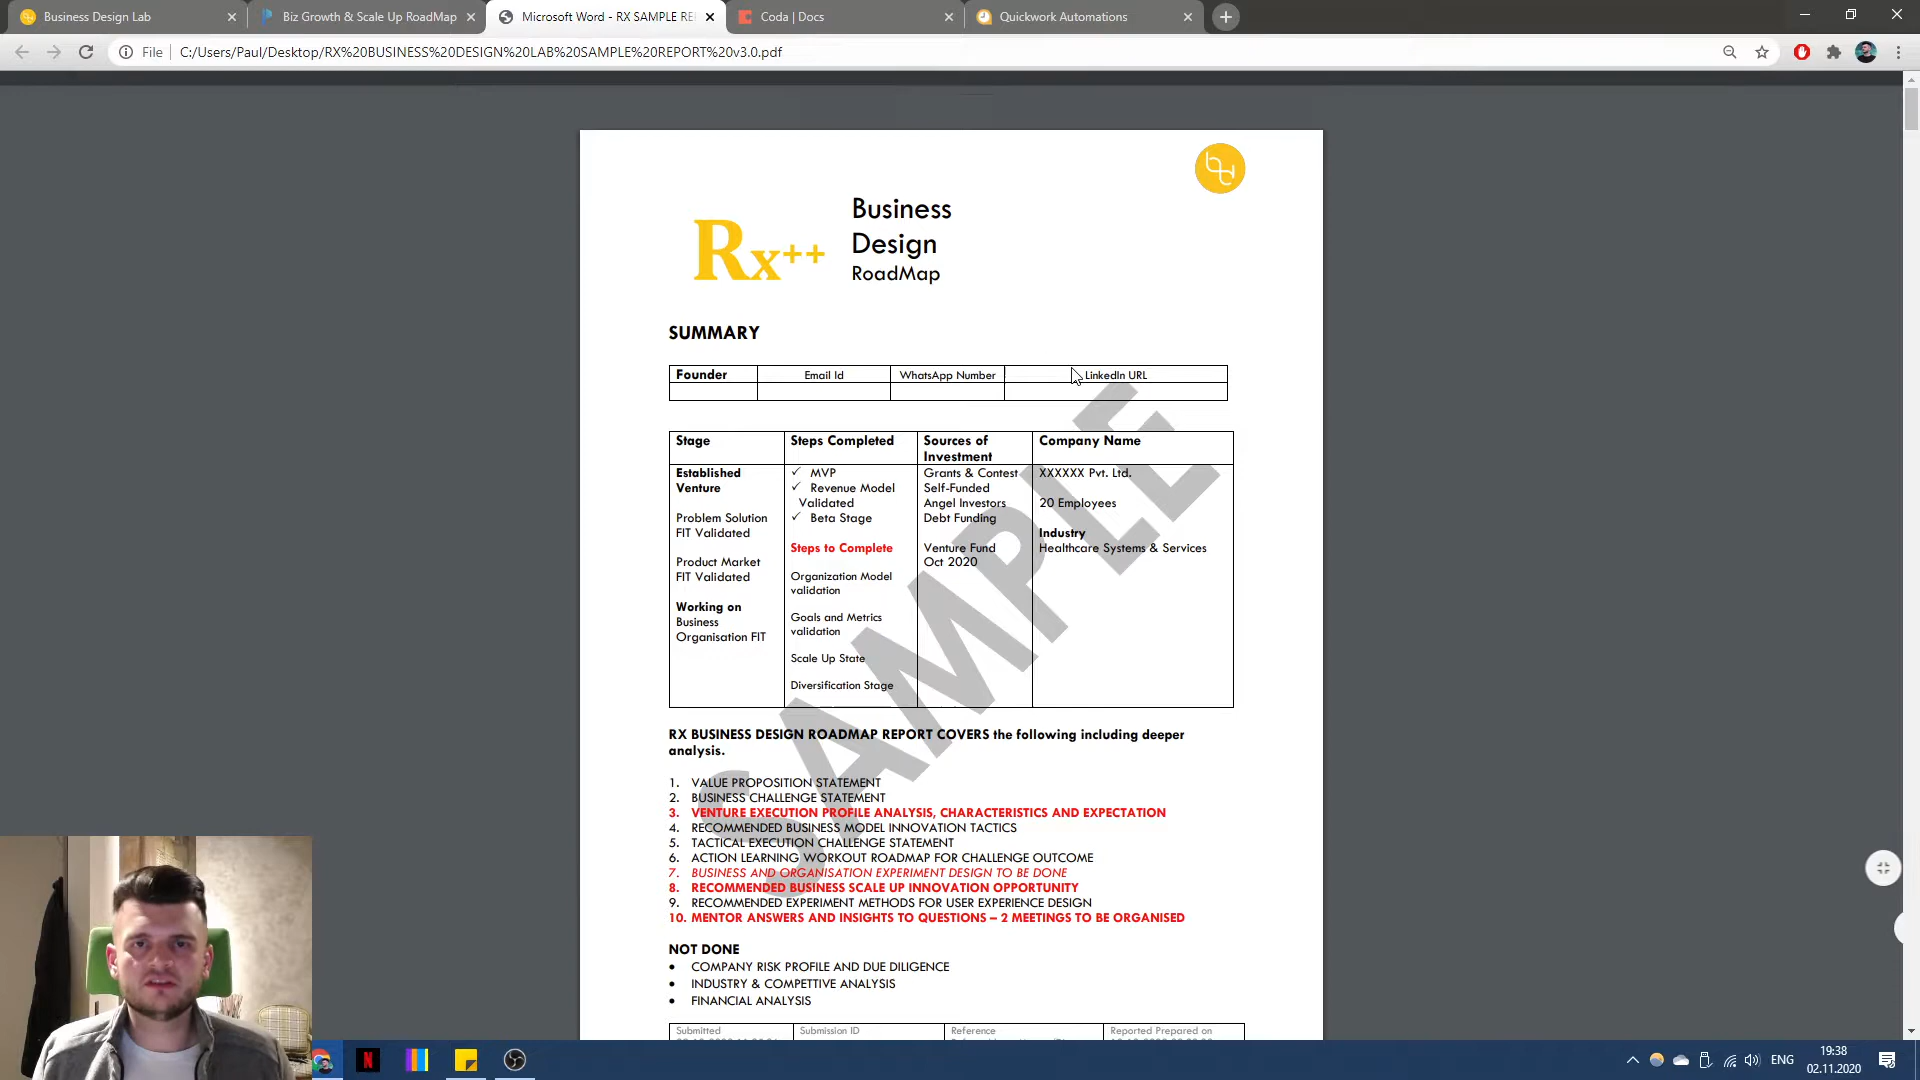 Business Design Lab
Biz Growth & Scale Up RoadMap
Microsoft Word - RX SAMPLE RE
Coda | Docs
Quickwork Automations
File
C:/Users/Paul/Desktop/RX%20BUSINESS%20DESIGN%20LAB%20SAMPLE%20REPORT%20v3.0.pdf
Rx++
Business
Design
RoadMap
SUMMARY
Founder Email Id WhatsApp Number LinkedIn URL
Stage
Established
Venture
Problem Solution
FIT Validated
Product Market
FIT Validated
Working on
Business
Organisation FIT
Steps Completed
✓ MVP
✓ Revenue Model
Validated
✓ Beta Stage
Steps to Complete
Organization Model
validation
Goals and Metrics
validation
Scale Up State
Diversification Stage
Sources of
Investment
Grants & Contest
Self-Funded
Angel Investors
Debt Funding
Venture Fund
Oct 2020
Company Name
XXXXXX Pvt. Ltd.
20 Employees
Industry
Healthcare Systems & Services
SAMPLE
RX BUSINESS DESIGN ROADMAP REPORT COVERS the following including deeper
analysis.
1. VALUE PROPOSITION STATEMENT
2. BUSINESS CHALLENGE STATEMENT
3. VENTURE EXECUTION PROFILE ANALYSIS, CHARACTERISTICS AND EXPECTATION
4. RECOMMENDED BUSINESS MODEL INNOVATION TACTICS
5. TACTICAL EXECUTION CHALLENGE STATEMENT
6. ACTION LEARNING WORKOUT ROADMAP FOR CHALLENGE OUTCOME
7. BUSINESS AND ORGANISATION EXPERIMENT DESIGN TO BE DONE
8. RECOMMENDED BUSINESS SCALE UP INNOVATION OPPORTUNITY
9. RECOMMENDED EXPERIMENT METHODS FOR USER EXPERIENCE DESIGN
10. MENTOR ANSWERS AND INSIGHTS TO QUESTIONS – 2 MEETINGS TO BE ORGANISED
NOT DONE
• COMPANY RISK PROFILE AND DUE DILIGENCE
• INDUSTRY & COMPETTIVE ANALYSIS
• FINANCIAL ANALYSIS
Submitted Submission ID Reference Reported Prepared on
ENG
19:38
02.11.2020